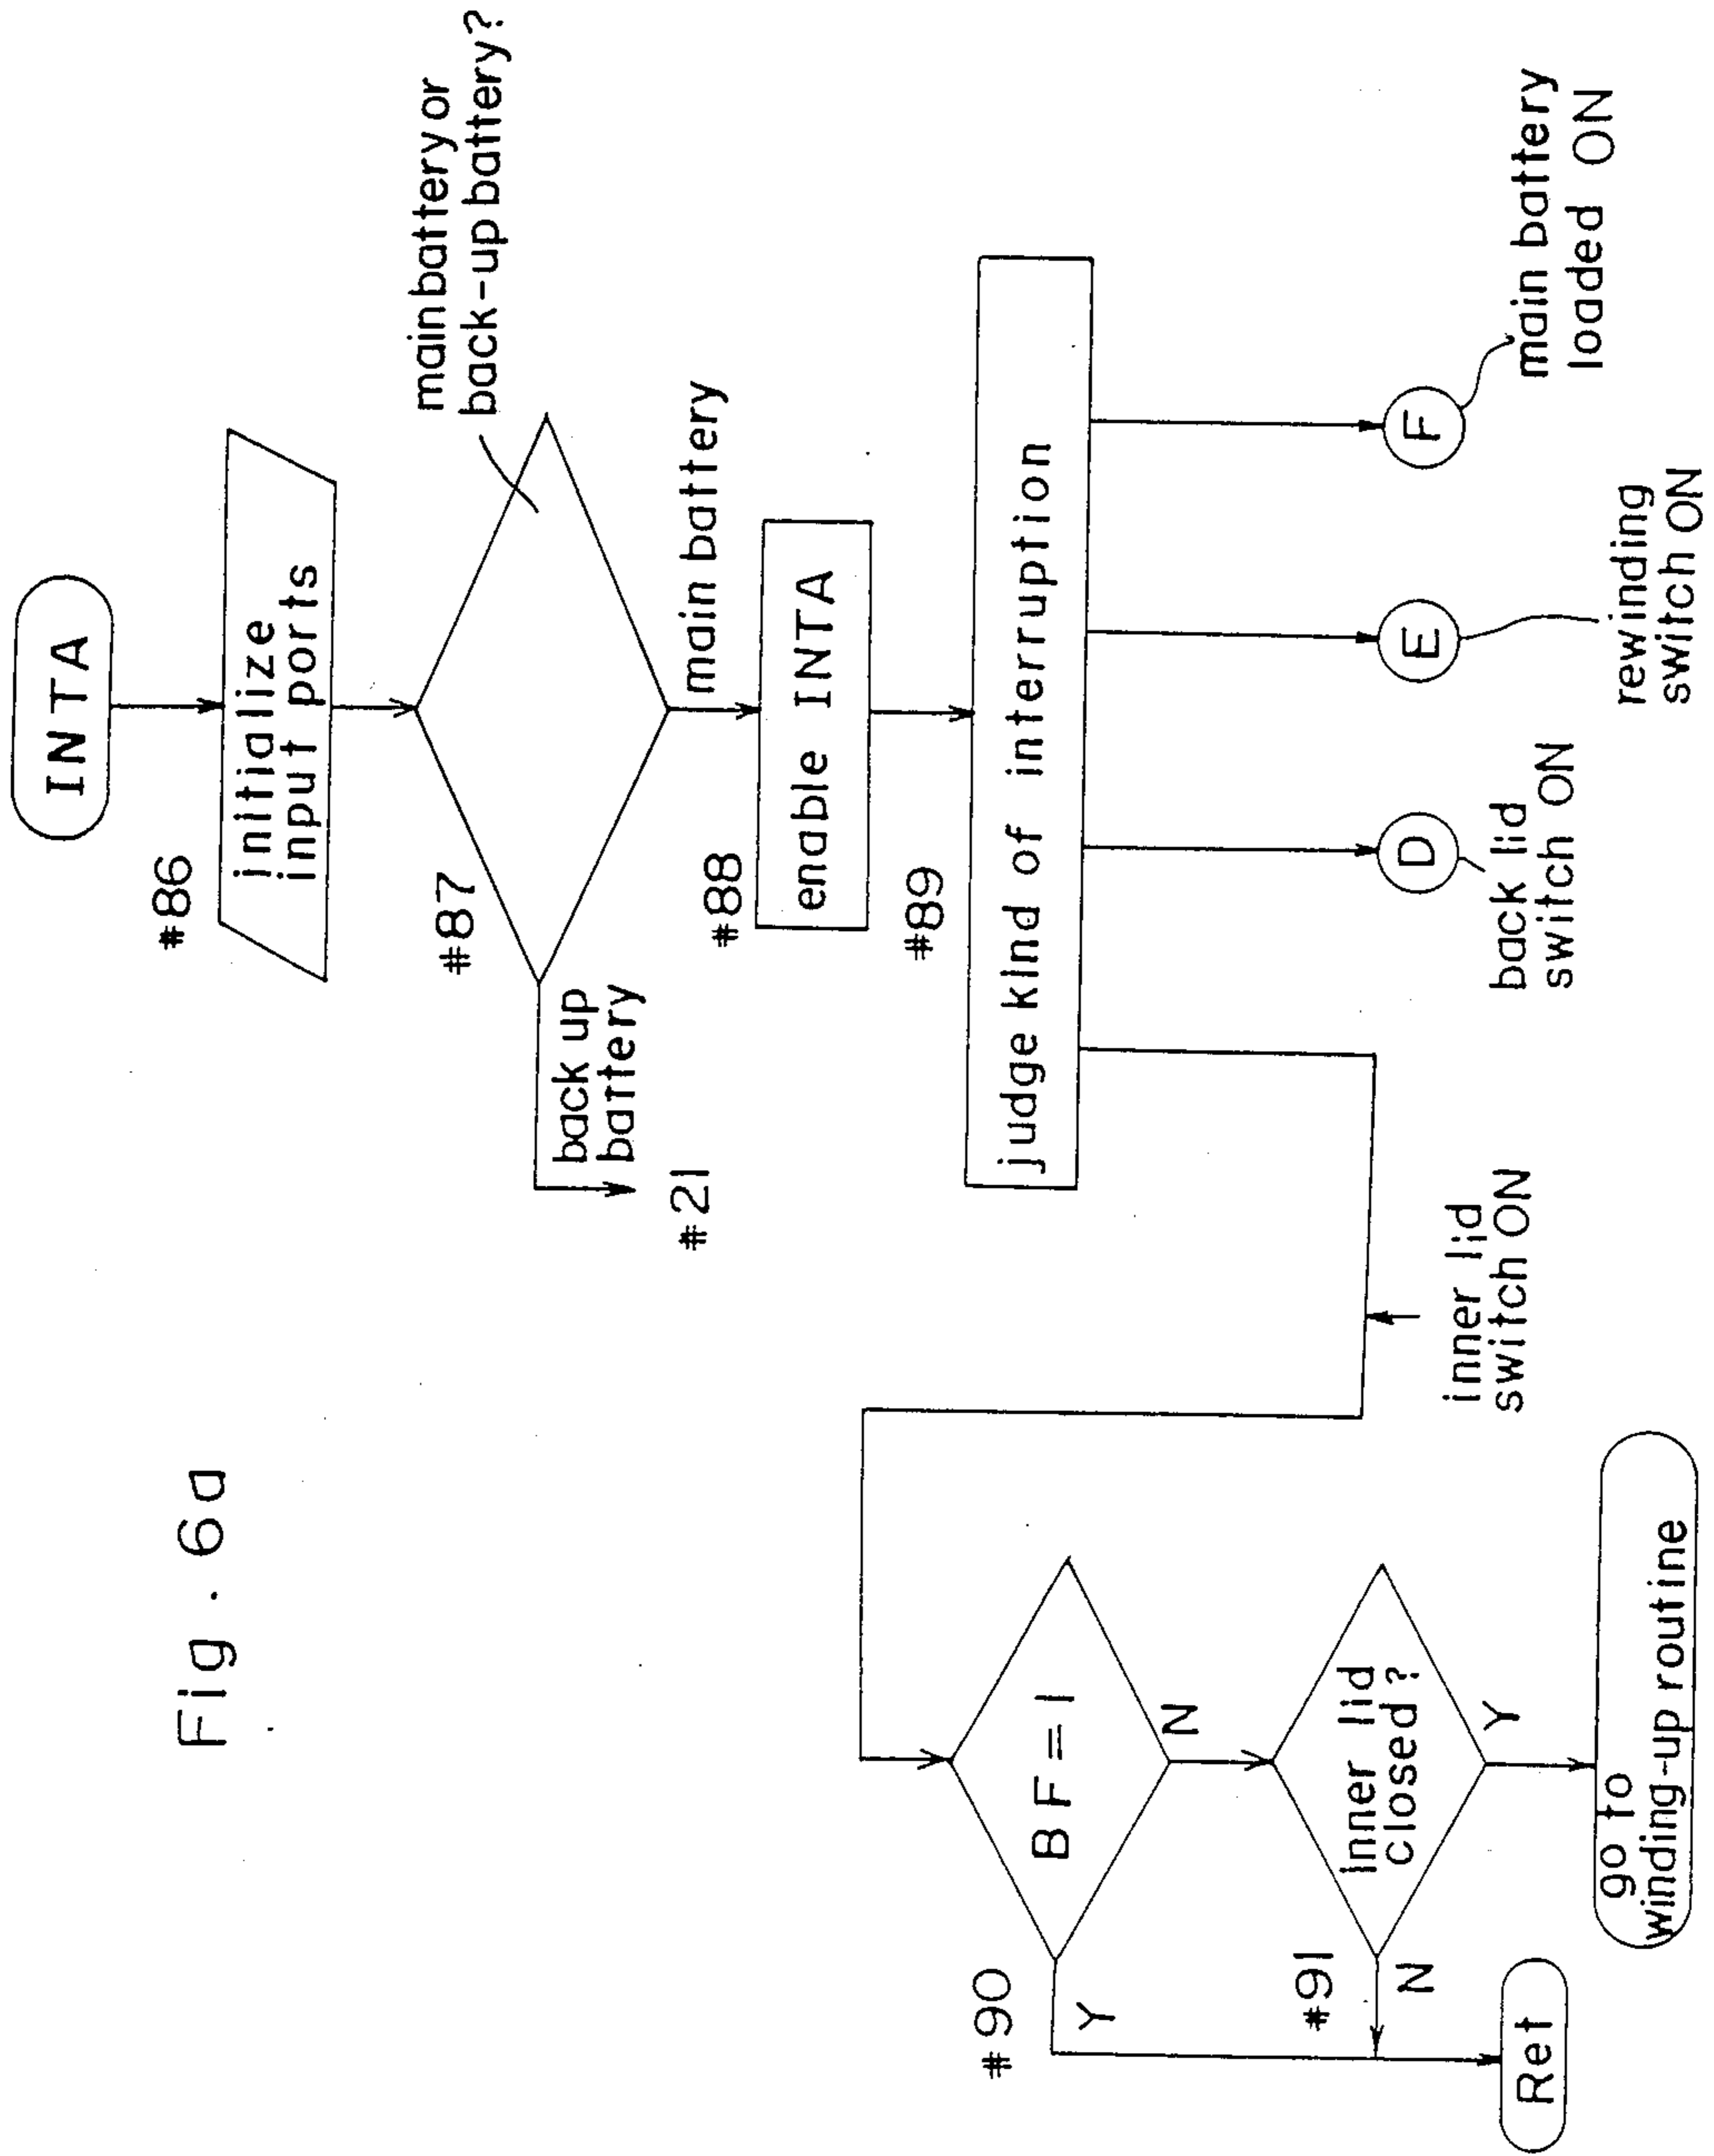 Fig. 6a
INTA
#86
initialize
input ports
#87
main battery or
back-up battery?
back up
battery
#21
main battery
#88
enable INTA
#89
judge kind of interruption
inner lid
switch ON
D
back lid
switch ON
E
rewinding
switch ON
F
main battery
loaded ON
#90
BF=1
Y
N
#91
Inner lid
closed?
N
Y
Ret
go to
winding-up routine